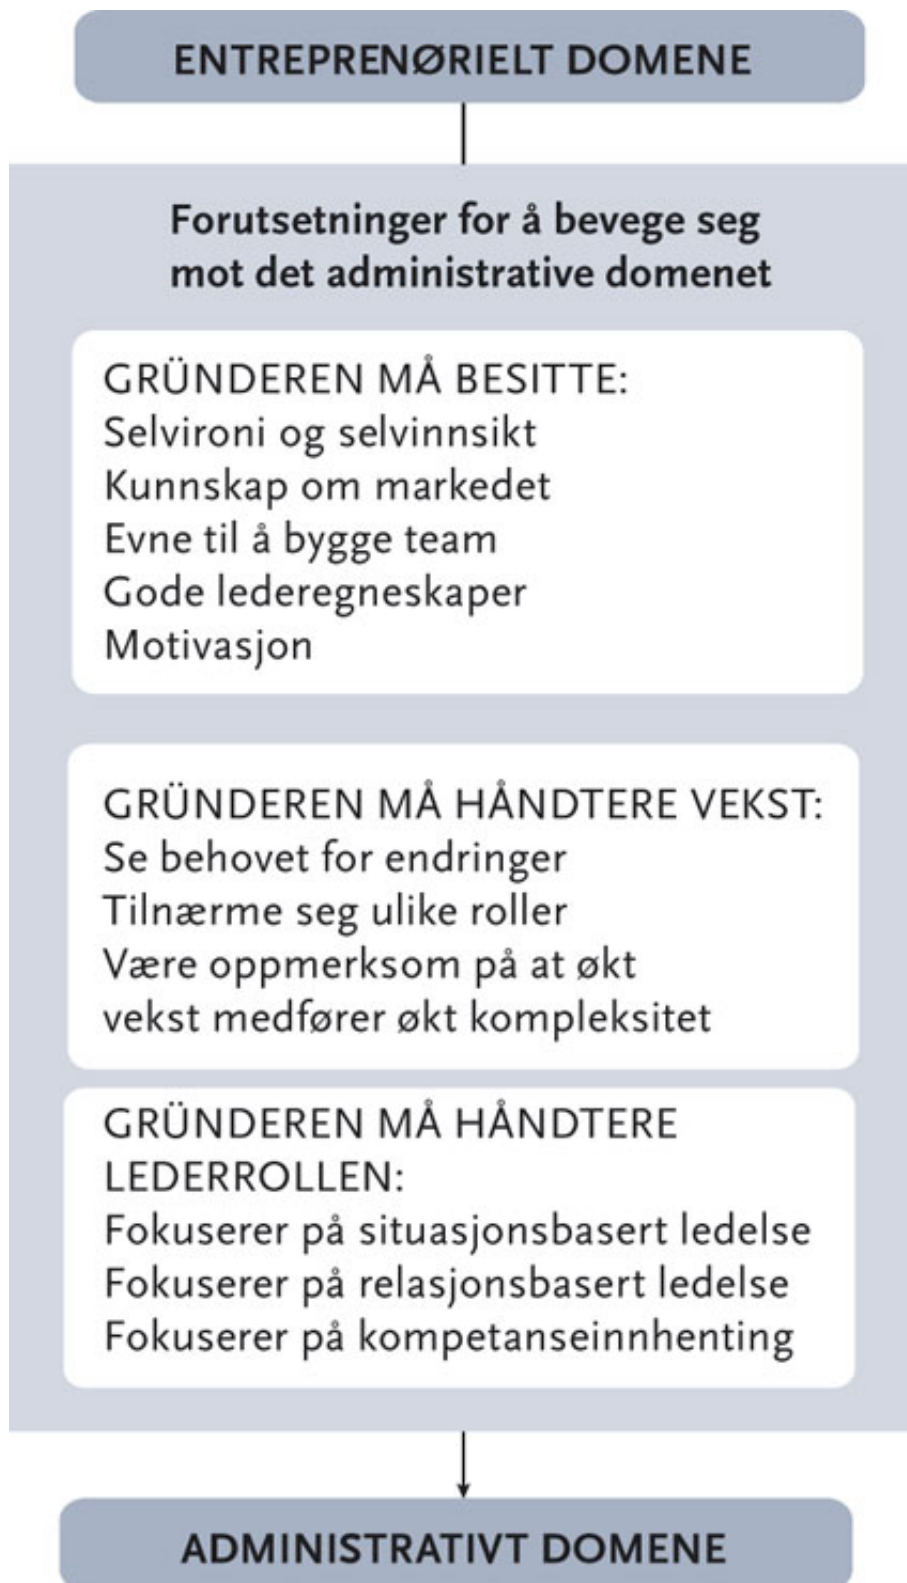 ENTREPRENØRIELT DOMENE
Forutsetninger for å bevege seg
mot det administrative domenet
GRÜNDEREN MÅ BESITTE:
Selvironi og selvinnsikt
Kunnskap om markedet
Evne til å bygge team
Gode lederegneskaper
Motivasjon
GRÜNDEREN MÅ HÅNDTERE VEKST:
Se behovet for endringer
Tilnærme seg ulike roller
Være oppmerksom på at økt
vekst medfører økt kompleksitet
GRÜNDEREN MÅ HÅNDTERE
LEDERROLLEN:
Fokuserer på situasjonsbasert ledelse
Fokuserer på relasjonsbasert ledelse
Fokuserer på kompetanseinnhenting
ADMINISTRATIVT DOMENE